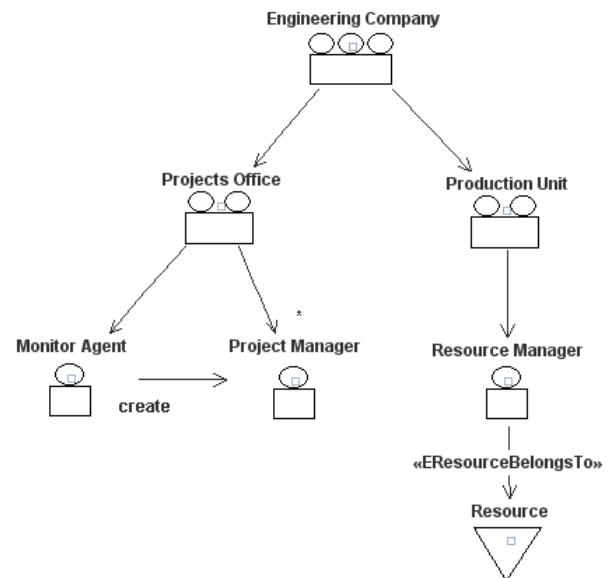 Engineering Company
Projects Office
Production Unit
*
Monitor Agent
Project Manager
Resource Manager
create
«EResourceBelongsTo»
Resource